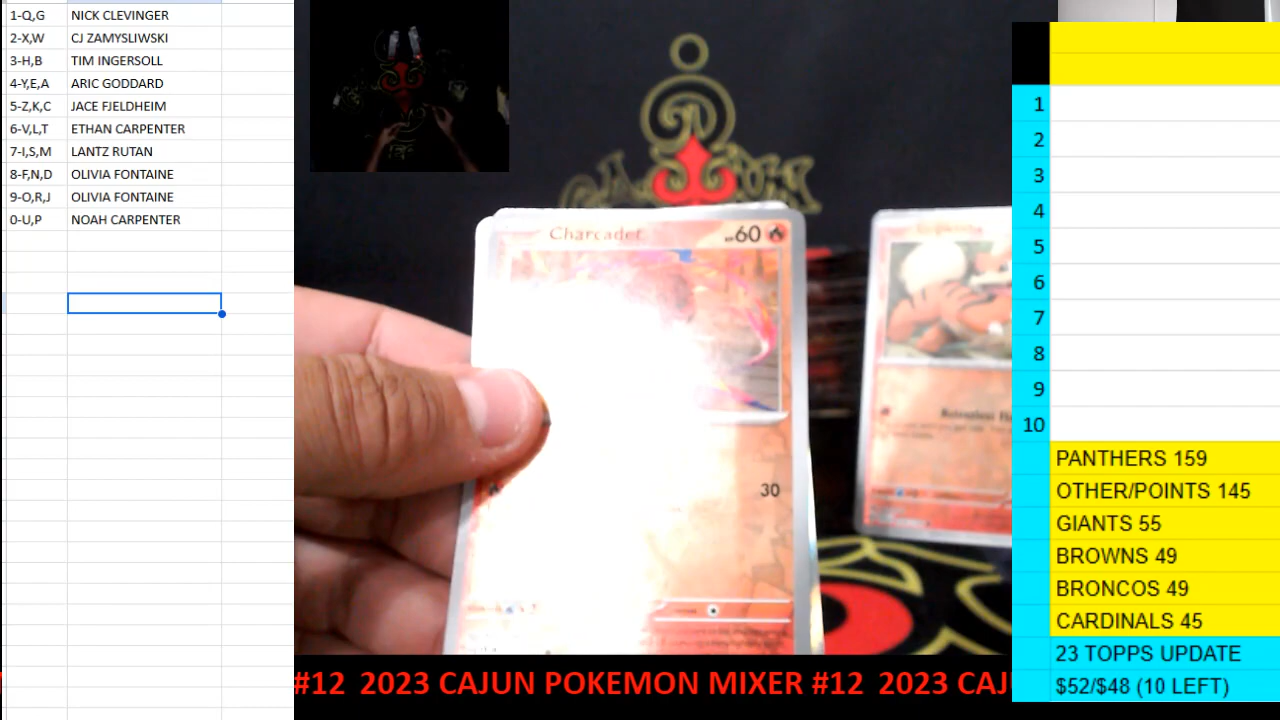 1-Q,G NICK CLEVINGER
2-X,W CJ ZAMYSLIWSKI
3-H,B TIM INGERSOLL
4-Y,E,A ARIC GODDARD
5-Z,K,C JACE FJELDHEIM
6-V,L,T ETHAN CARPENTER
7-I,S,M LANTZ RUTAN
8-F,N,D OLIVIA FONTAINE
9-O,R,J OLIVIA FONTAINE
0-U,P NOAH CARPENTER
Charcadet HP 60
30
1
2
3
4
5
6
7
8
9
10
PANTHERS 159
OTHER/POINTS 145
GIANTS 55
BROWNS 49
BRONCOS 49
CARDINALS 45
23 TOPPS UPDATE
$52/$48 (10 LEFT)
#12 2023 CAJUN POKEMON MIXER #12 2023 CAJ